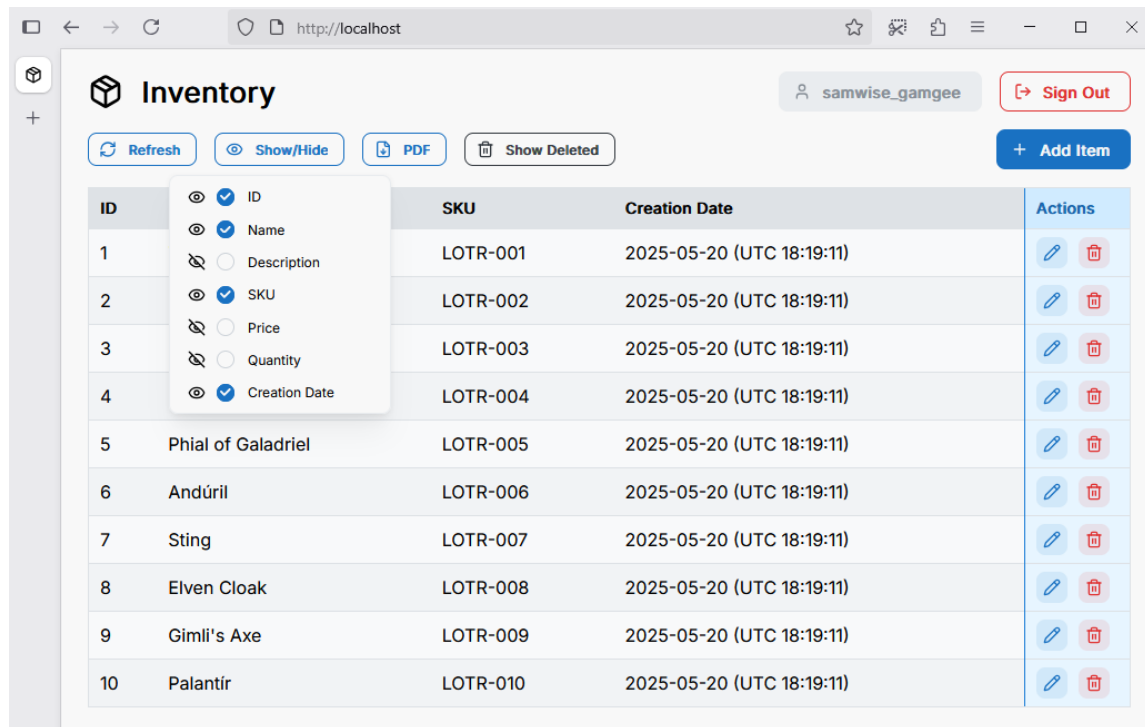 http://localhost
Inventory
samwise_gamgee
Sign Out
Refresh
Show/Hide
PDF
Show Deleted
Add Item
ID SKU Creation Date Actions
ID
Name
Description
SKU
Price
Quantity
Creation Date
1 LOTR-001 2025-05-20 (UTC 18:19:11)
2 LOTR-002 2025-05-20 (UTC 18:19:11)
3 LOTR-003 2025-05-20 (UTC 18:19:11)
4 LOTR-004 2025-05-20 (UTC 18:19:11)
5 Phial of Galadriel LOTR-005 2025-05-20 (UTC 18:19:11)
6 Andúril LOTR-006 2025-05-20 (UTC 18:19:11)
7 Sting LOTR-007 2025-05-20 (UTC 18:19:11)
8 Elven Cloak LOTR-008 2025-05-20 (UTC 18:19:11)
9 Gimli's Axe LOTR-009 2025-05-20 (UTC 18:19:11)
10 Palantír LOTR-010 2025-05-20 (UTC 18:19:11)